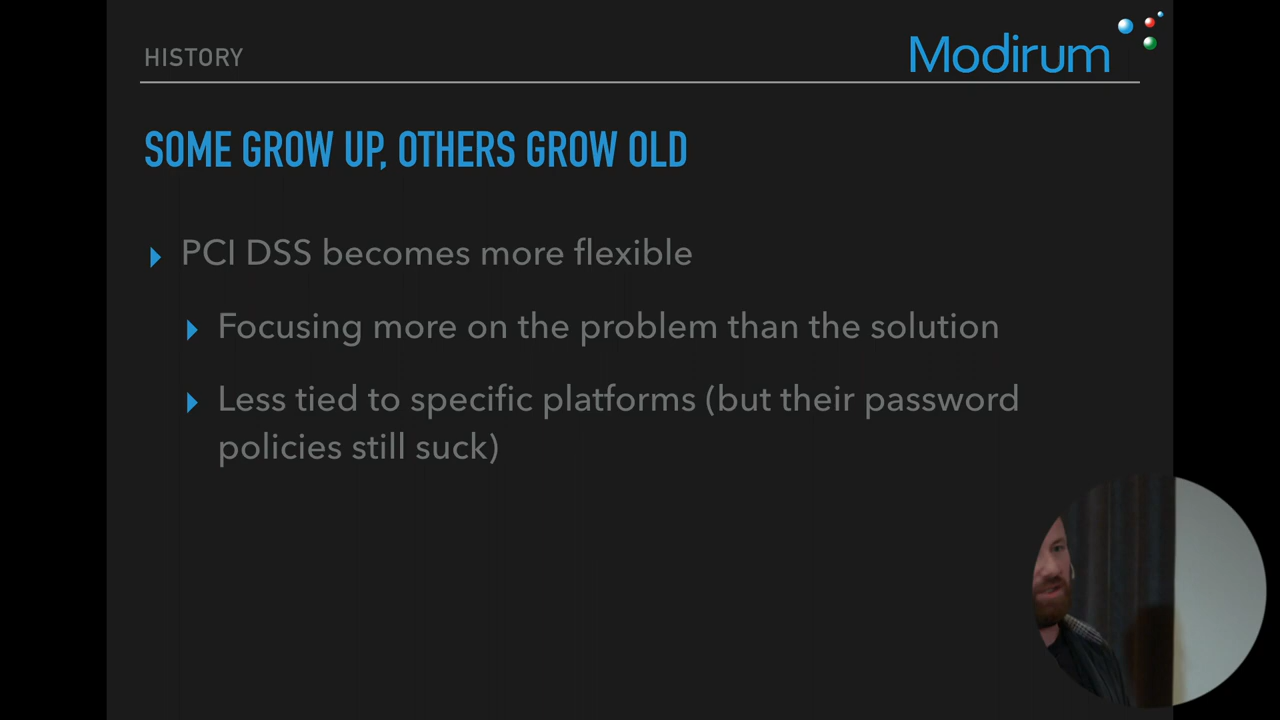 HISTORY
Modirum
SOME GROW UP, OTHERS GROW OLD
PCI DSS becomes more flexible
Focusing more on the problem than the solution
Less tied to specific platforms (but their password
policies still suck)